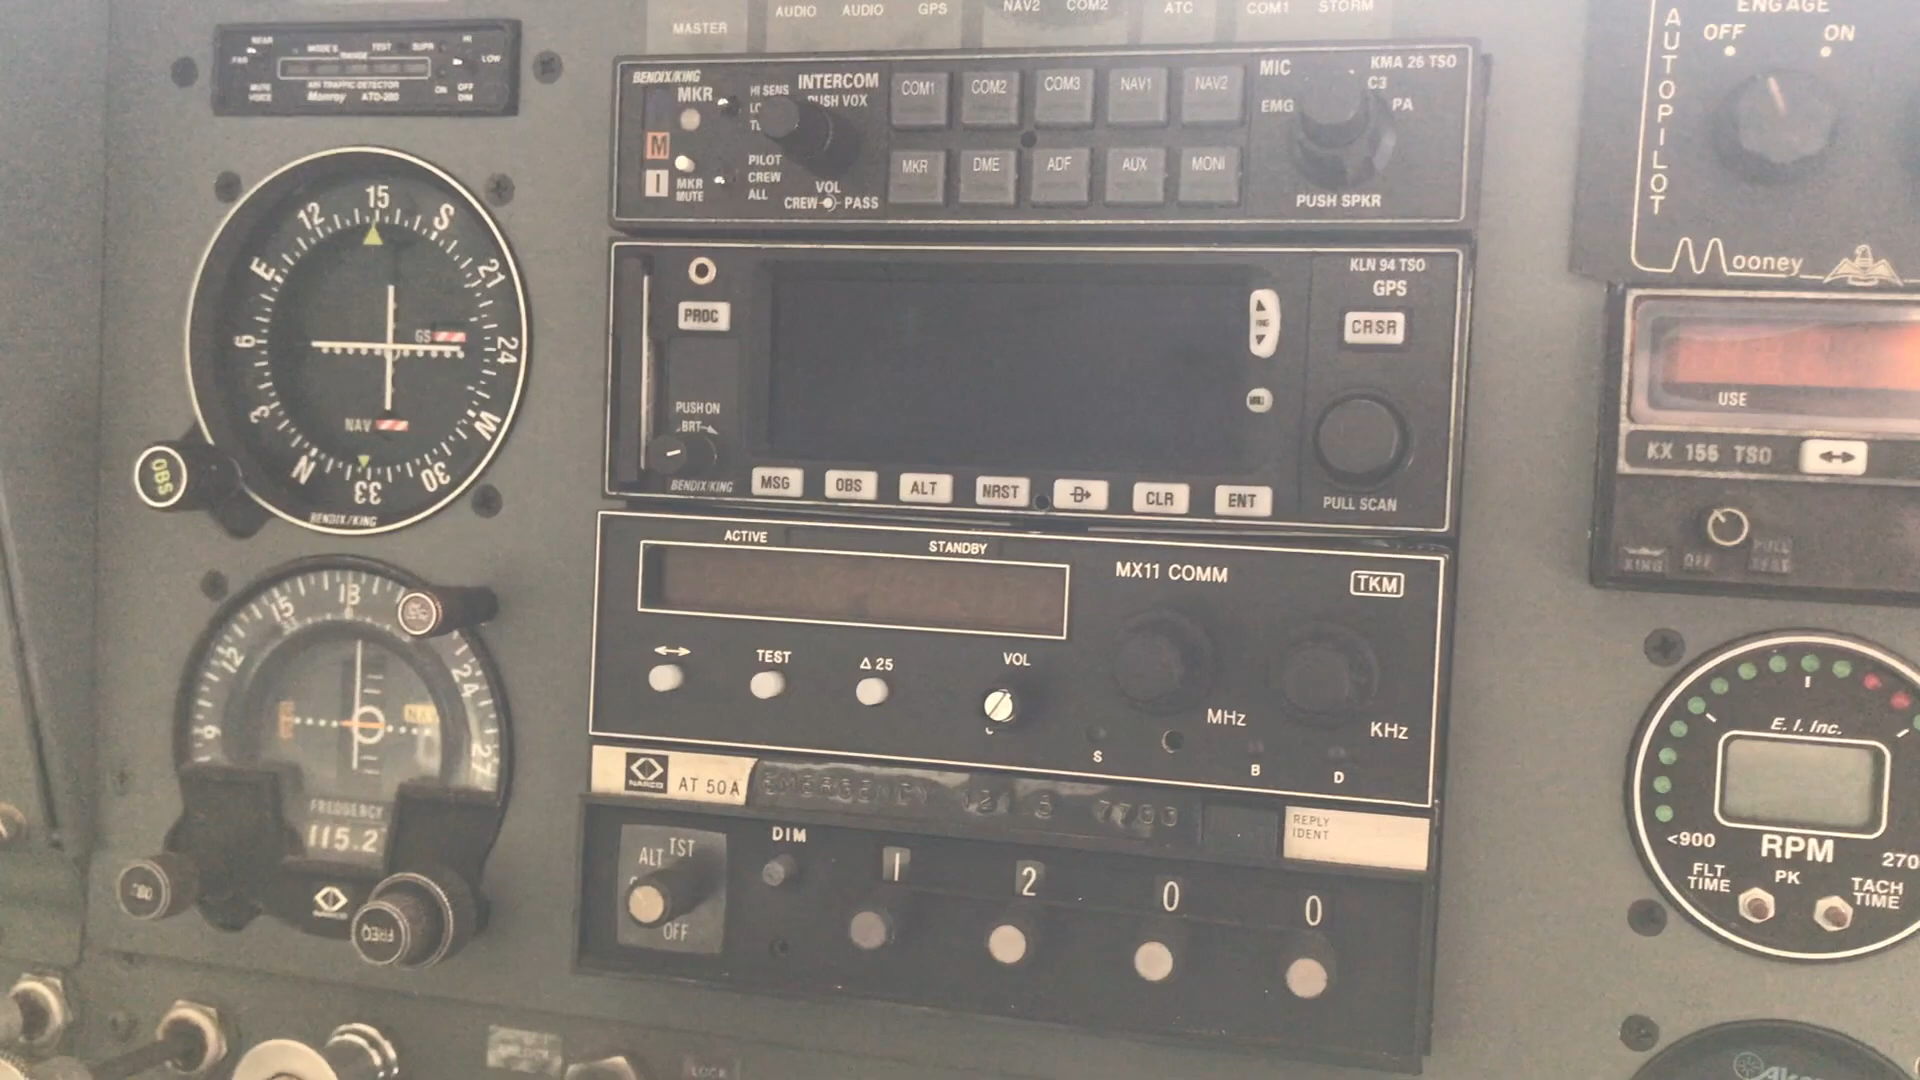 MASTER
AUDIO
AUDIO
GPS
NAV2
COM2
ATC
COM1
STORM
NEAR
FAR
MODE S
TEST
SUPR
HI
LOW
MUTE
VOICE
AIR TRAFFIC DETECTOR
Monroy ATD-200
ON
OFF
DIM
BENDIX/KING
MKR
HI SENS
M
I
MKR
MUTE
INTERCOM
PUSH VOX
PILOT
CREW
ALL
VOL
CREW
PASS
COM1
COM2
COM3
NAV1
NAV2
MKR
DME
ADF
AUX
MONI
MIC
EMG
KMA 26 TSO
C3
PA
PUSH SPKR
AUTOPILOT
ENGAGE
OFF
ON
Mooney
12
15
S
21
24
W
30
33
N
3
6
E
GS
NAV
BENDIX/KING
OBS
PROC
PUSH ON
BRT
BENDIX/KING
MSG
OBS
ALT
NRST
D
CLR
ENT
KLN 94 TSO
GPS
CRSR
PULL SCAN
USE
KX 155 TSO
KING
OFF
PULL
TEST
ACTIVE
STANDBY
MX11 COMM
TKM
TEST
Δ 25
VOL
MHz
KHz
S
B
D
9
12
15
18
24
27
FREQUENCY
115.2
NARCO
FREQ
NARCO
AT 50A
EMERGENCY
7700
REPLY
IDENT
ALT
TST
OFF
DIM
1
2
0
0
E. I. Inc.
<900
RPM
270
FLT
TIME
PK
TACH
TIME
LOCK